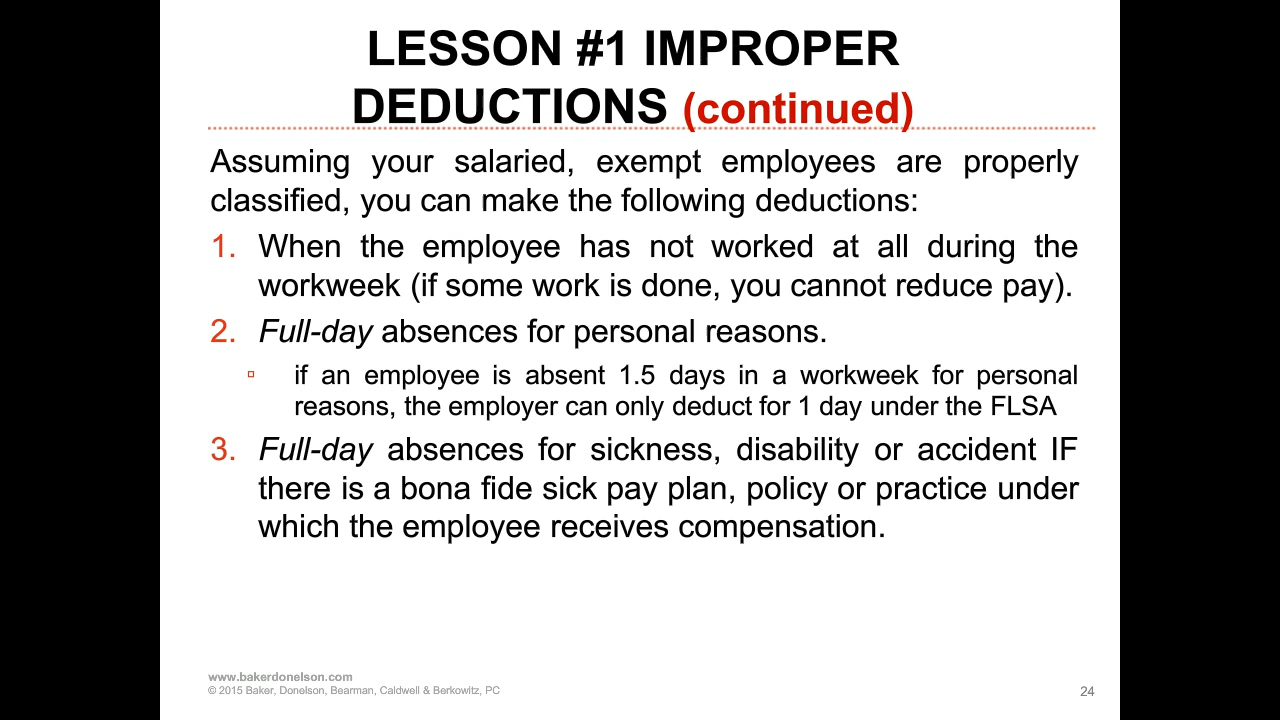 LESSON #1 IMPROPER
DEDUCTIONS (continued)
Assuming your salaried, exempt employees are properly
classified, you can make the following deductions:
1. When the employee has not worked at all during the
workweek (if some work is done, you cannot reduce pay).
2. Full-day absences for personal reasons.
▫ if an employee is absent 1.5 days in a workweek for personal
reasons, the employer can only deduct for 1 day under the FLSA
3. Full-day absences for sickness, disability or accident IF
there is a bona fide sick pay plan, policy or practice under
which the employee receives compensation.
www.bakerdonelson.com
© 2015 Baker, Donelson, Bearman, Caldwell & Berkowitz, PC
24